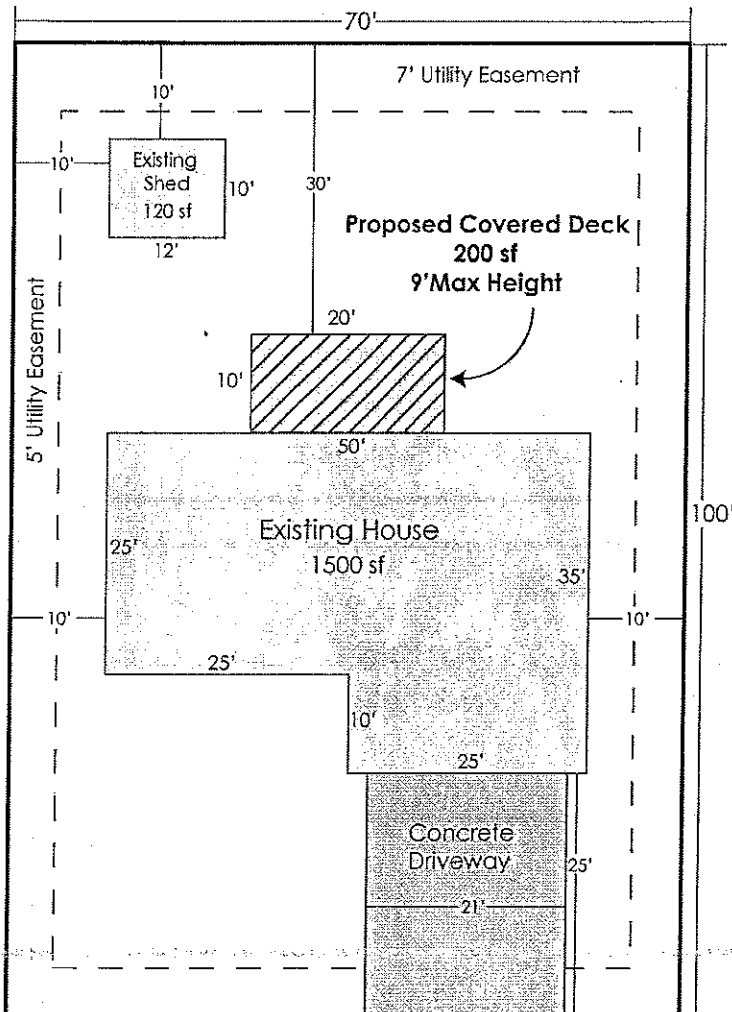 70'
7' Utility Easement
10'
10'
Existing
Shed
120 sf
10'
12'
30'
Proposed Covered Deck
200 sf
9'Max Height
20'
10'
5' Utility Easement
50'
Existing House
1500 sf
25'
35'
100'
10'
10'
25'
10'
25'
Concrete
Driveway
25'
21'